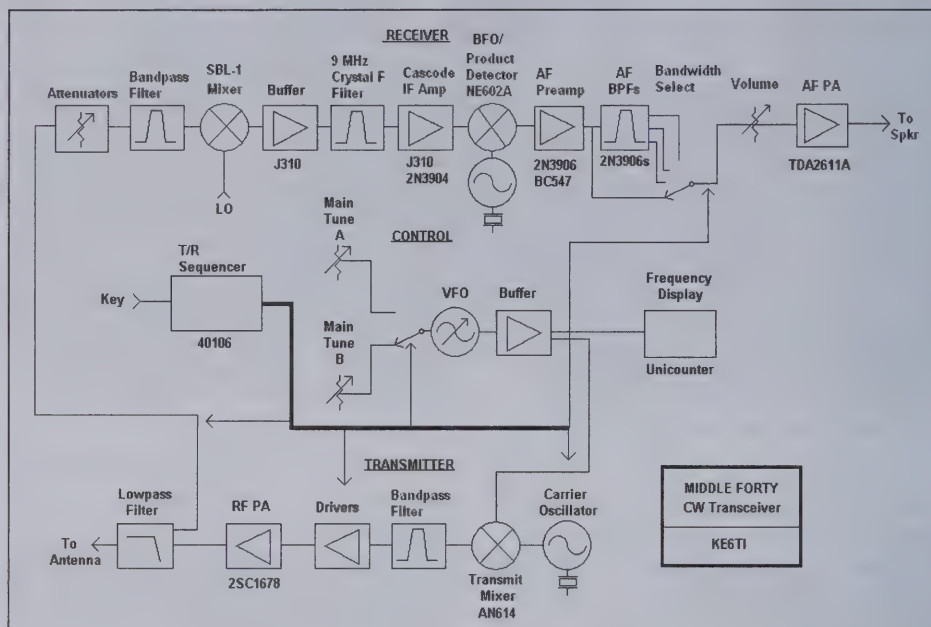 RECEIVER
Attenuators
Bandpass
Filter
SBL-1
Mixer
LO
Buffer
J310
9 MHz
Crystal F
Filter
Cascode
IF Amp
J310
2N3904
BFO/
Product
Detector
NE602A
AF
Preamp
2N3906
BC547
AF
BPFs
2N3906s
Bandwidth
Select
Volume
AF PA
TDA2611A
To
Spkr
CONTROL
T/R
Sequencer
Key
40106
Main
Tune
A
Main
Tune
B
VFO
Buffer
Frequency
Display
Unicounter
TRANSMITTER
Lowpass
Filter
To
Antenna
RF PA
2SC1678
Drivers
Bandpass
Filter
Transmit
Mixer
AN614
Carrier
Oscillator
MIDDLE FORTY
CW Transceiver
KE6TI